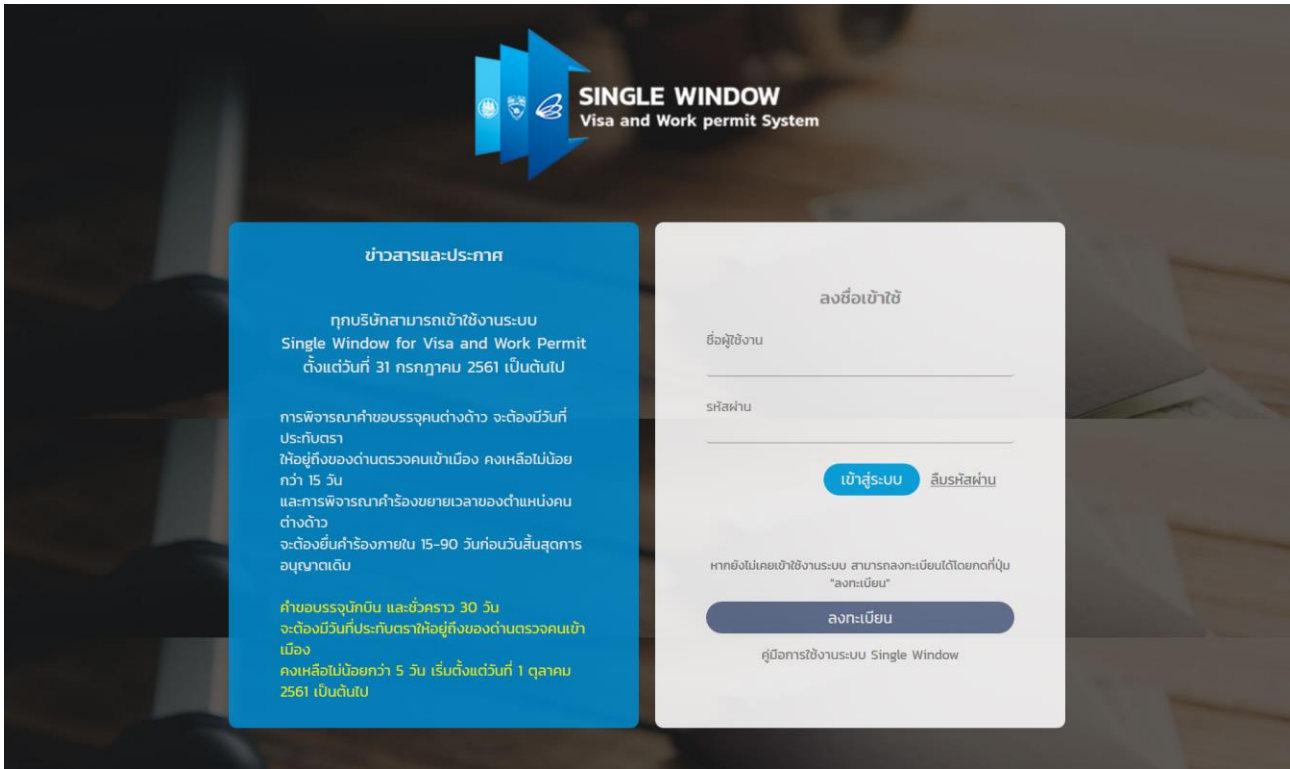 SINGLE WINDOW
Visa and Work permit System
ข่าวสารและประกาศ
ทุกบริษัทสามารถเข้าใช้งานระบบ
Single Window for Visa and Work Permit
ตั้งแต่วันที่ 31 กรกฎาคม 2561 เป็นต้นไป
การพิจารณาคำขอบรรจุคนต่างด้าว จะต้องมีวันที่
ประทับตรา
ให้อยู่ถึงของด่านตรวจคนเข้าเมือง คงเหลือไม่น้อย
กว่า 15 วัน
และการพิจารณาคำร้องขยายเวลาของตำแหน่งคน
ต่างด้าว
จะต้องยื่นคำร้องภายใน 15-90 วันก่อนวันสิ้นสุดการ
อนุญาตเดิม
คำขอบรรจุนักบิน และชั่วคราว 30 วัน
จะต้องมีวันที่ประทับตราให้อยู่ถึงของด่านตรวจคนเข้า
เมือง
คงเหลือไม่น้อยกว่า 5 วัน เริ่มตั้งแต่วันที่ 1 ตุลาคม
2561 เป็นต้นไป
ลงชื่อเข้าใช้
ชื่อผู้ใช้งาน
รหัสผ่าน
เข้าสู่ระบบ ลืมรหัสผ่าน
หากยังไม่เคยเข้าใช้งานระบบ สามารถลงทะเบียนได้โดยกดที่ปุ่ม
"ลงทะเบียน"
ลงทะเบียน
คู่มือการใช้งานระบบ Single Window